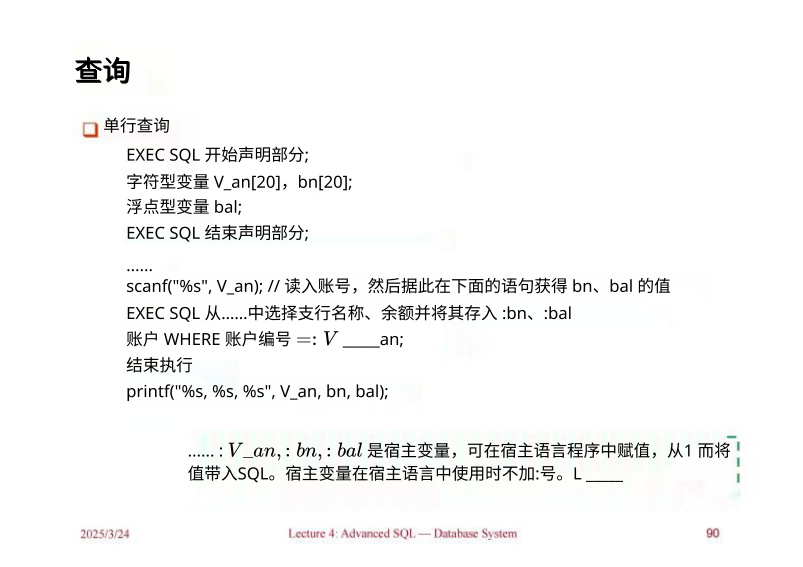 查询
单行查询
EXEC SQL 开始声明部分;
字符型变量 V_an[20]，bn[20];
浮点型变量 bal;
EXEC SQL 结束声明部分;
......
scanf("%s", V_an); // 读入账号，然后据此在下面的语句获得 bn、bal 的值
EXEC SQL 从......中选择支行名称、余额并将其存入 :bn、:bal
账户 WHERE 账户编号 =: V _____an;
结束执行
printf("%s, %s, %s", V_an, bn, bal);
...... : V_an, : bn, : bal 是宿主变量，可在宿主语言程序中赋值，从1 而将
值带入SQL。宿主变量在宿主语言中使用时不加:号。L _____
2025/3/24 Lecture 4: Advanced SQL — Database System 90